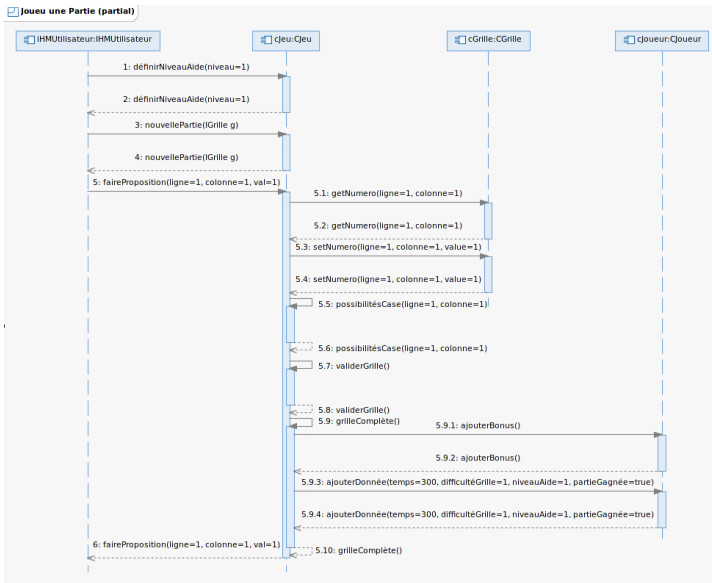 Joueu une Partie (partial)
iHMUtilisateur:IHMUtilisateur
cJeu:CJeu
cGrille:CGrille
cJoueur:CJoueur
1: définirNiveauAide(niveau=1)
2: définirNiveauAide(niveau=1)
3: nouvellePartie(IGrille g)
4: nouvellePartie(IGrille g)
5: faireProposition(ligne=1, colonne=1, val=1)
5.1: getNumero(ligne=1, colonne=1)
5.2: getNumero(ligne=1, colonne=1)
5.3: setNumero(ligne=1, colonne=1, value=1)
5.4: setNumero(ligne=1, colonne=1, value=1)
5.5: possibilitésCase(ligne=1, colonne=1)
5.6: possibilitésCase(ligne=1, colonne=1)
5.7: validerGrille()
5.8: validerGrille()
5.9: grilleComplète()
5.9.1: ajouterBonus()
5.9.2: ajouterBonus()
5.9.3: ajouterDonnée(temps=300, difficultéGrille=1, niveauAide=1, partieGagnée=true)
5.9.4: ajouterDonnée(temps=300, difficultéGrille=1, niveauAide=1, partieGagnée=true)
6: faireProposition(ligne=1, colonne=1, val=1)
5.10: grilleComplète()